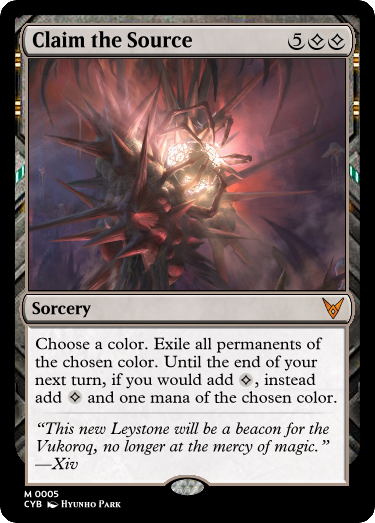 Claim the Source 5
Sorcery
Choose a color. Exile all permanents
of the chosen color. Until the end of your
next turn, if you would add , instead
add and one mana of the chosen color.
“This new Leystone will be a beacon for the
Vukoroq, no longer at the mercy of magic.”
—Xiv
M 0005
CYB Hyunho Park